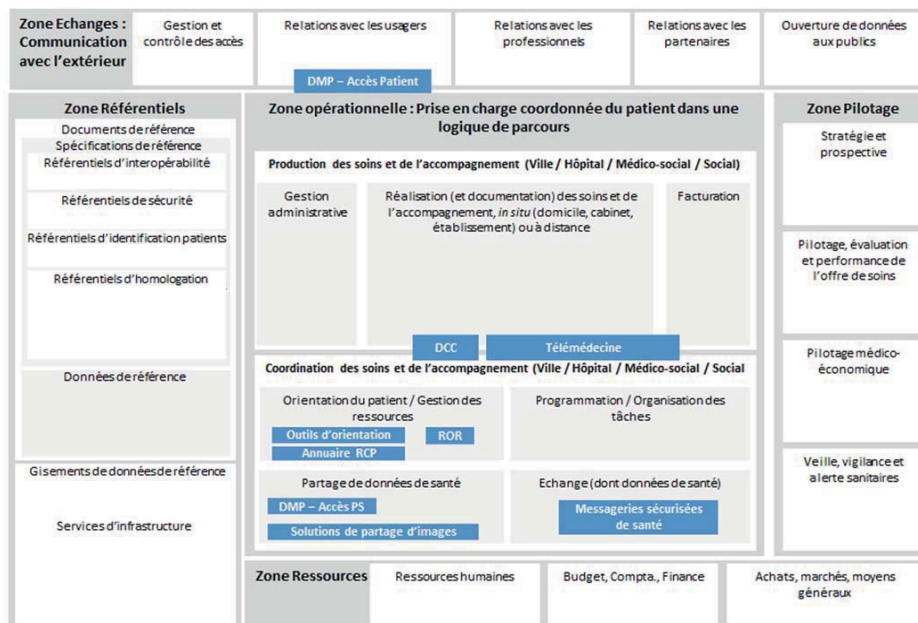 Zone Echanges :
Communication
avec l'extérieur
Gestion et
contrôle des accès
Relations avec les usagers
Relations avec les
professionnels
Relations avec les
partenaires
Ouverture de données
aux publics
DMP – Accès Patient
Zone Référentiels
Documents de référence
Spécifications de référence
Référentiels d'interopérabilité
Référentiels de sécurité
Référentiels d'identification patients
Référentiels d'homologation
Données de référence
Gisements de données de référence
Services d'infrastructure
Zone opérationnelle : Prise en charge coordonnée du patient dans une
logique de parcours
Production des soins et de l'accompagnement (Ville / Hôpital / Médico-social / Social)
Gestion
administrative
Réalisation (et documentation) des soins et de
l'accompagnement, in situ (domicile, cabinet,
établissement) ou à distance
Facturation
DCC
Télémédecine
Coordination des soins et de l'accompagnement (Ville / Hôpital / Médico-social / Social
Orientation du patient / Gestion des
ressources
Outils d'orientation
ROR
Annuaire RCP
Programmation / Organisation des
tâches
Partage de données de santé
DMP – Accès PS
Solutions de partage d'images
Echange (dont données de santé)
Messageries sécurisées
de santé
Zone Pilotage
Stratégie et
prospective
Pilotage, évaluation
et performance de
l'offre de soins
Pilotage médico-
économique
Veille, vigilance et
alerte sanitaires
Zone Ressources
Ressources humaines
Budget, Compta., Finance
Achats, marchés, moyens
généraux